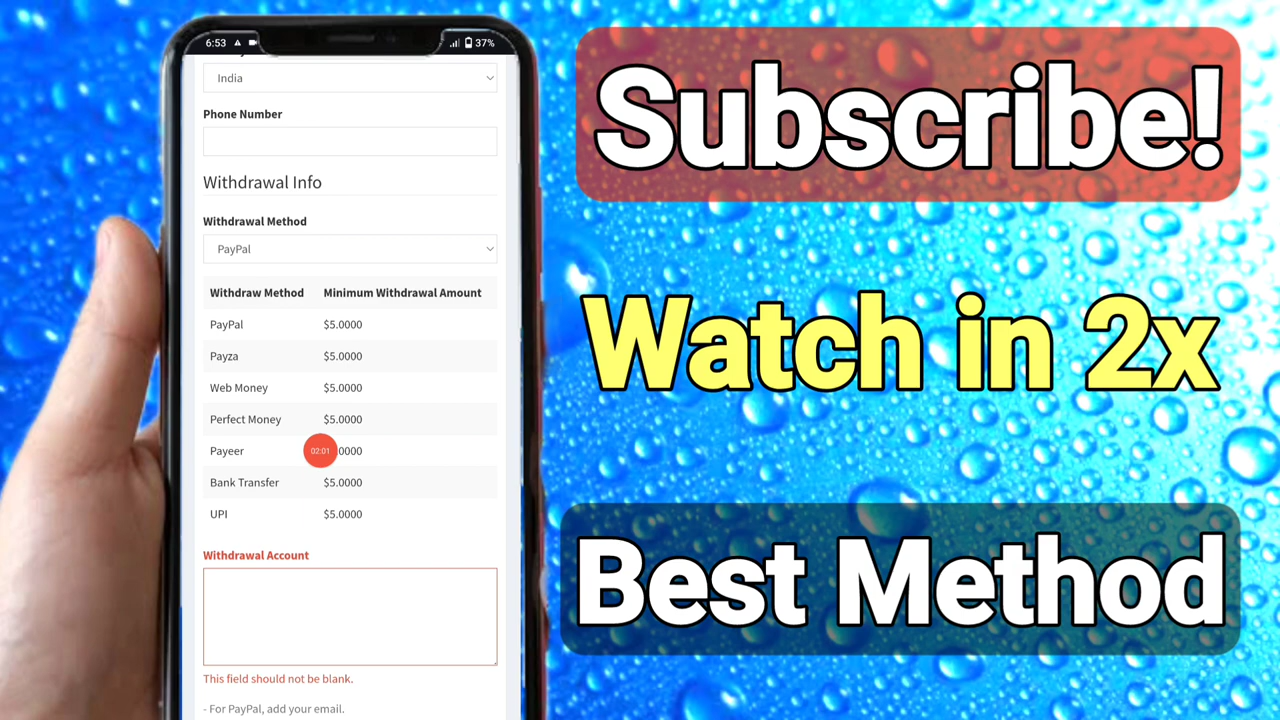 6:53
37%
India
Phone Number
Withdrawal Info
Withdrawal Method
PayPal
Withdraw Method Minimum Withdrawal Amount
PayPal $5.0000
Payza $5.0000
Web Money $5.0000
Perfect Money $5.0000
Payeer 02:01 0000
Bank Transfer $5.0000
UPI $5.0000
Withdrawal Account
This field should not be blank.
- For PayPal, add your email.
Subscribe!
Watch in 2x
Best Method